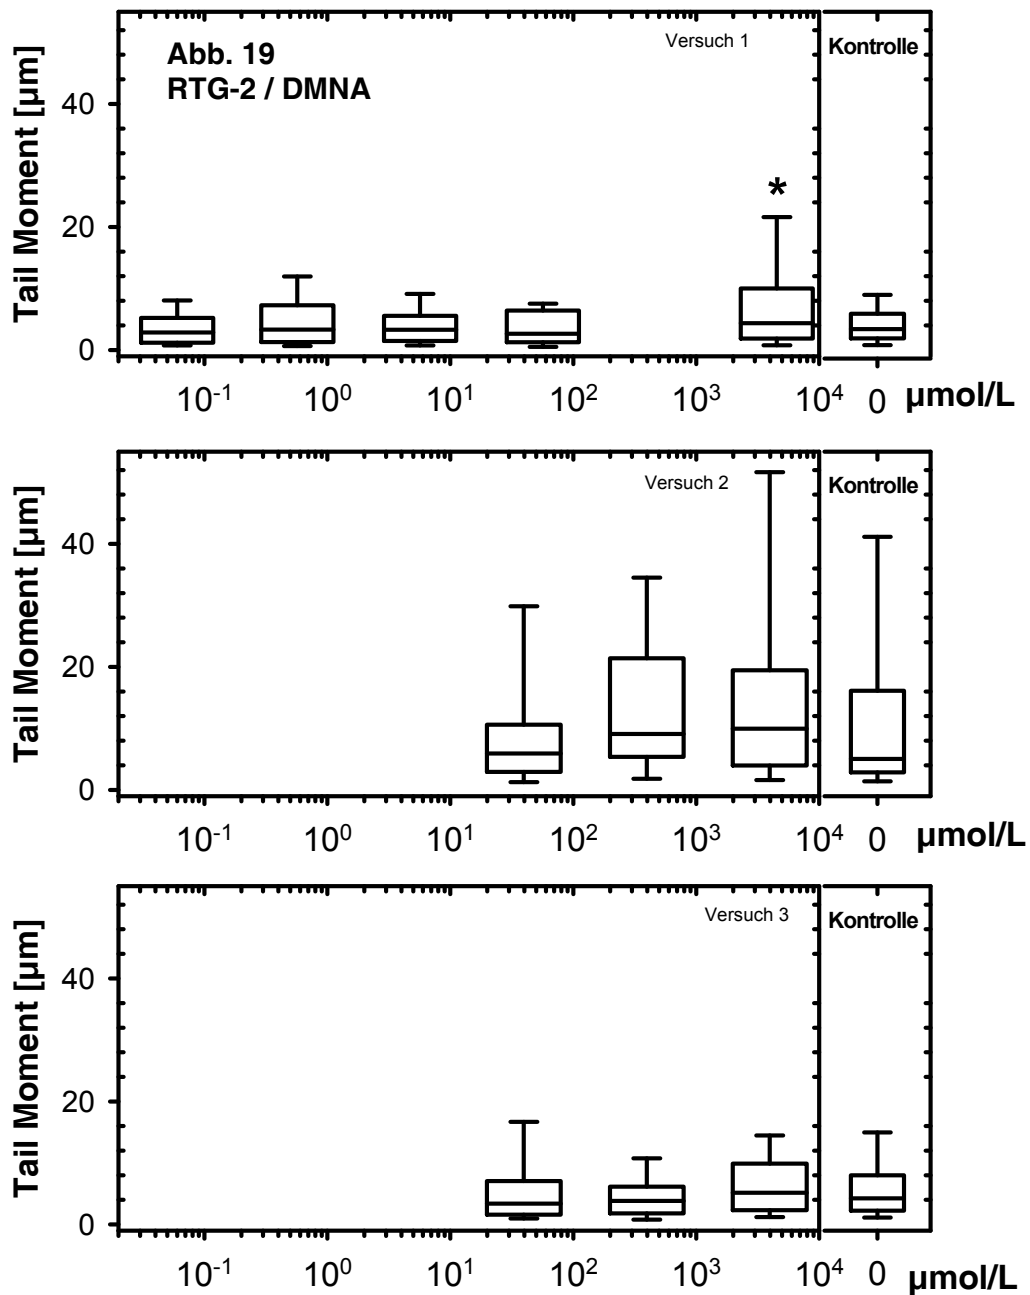 Abb. 19
RTG-2 / DMNA
Versuch 1
Kontrolle
Tail Moment [µm]
40
20
0
10⁻¹ 10⁰ 10¹ 10² 10³ 10⁴ 0 µmol/L
*
Versuch 2
Kontrolle
Tail Moment [µm]
40
20
0
10⁻¹ 10⁰ 10¹ 10² 10³ 10⁴ 0 µmol/L
Versuch 3
Kontrolle
Tail Moment [µm]
40
20
0
10⁻¹ 10⁰ 10¹ 10² 10³ 10⁴ 0 µmol/L